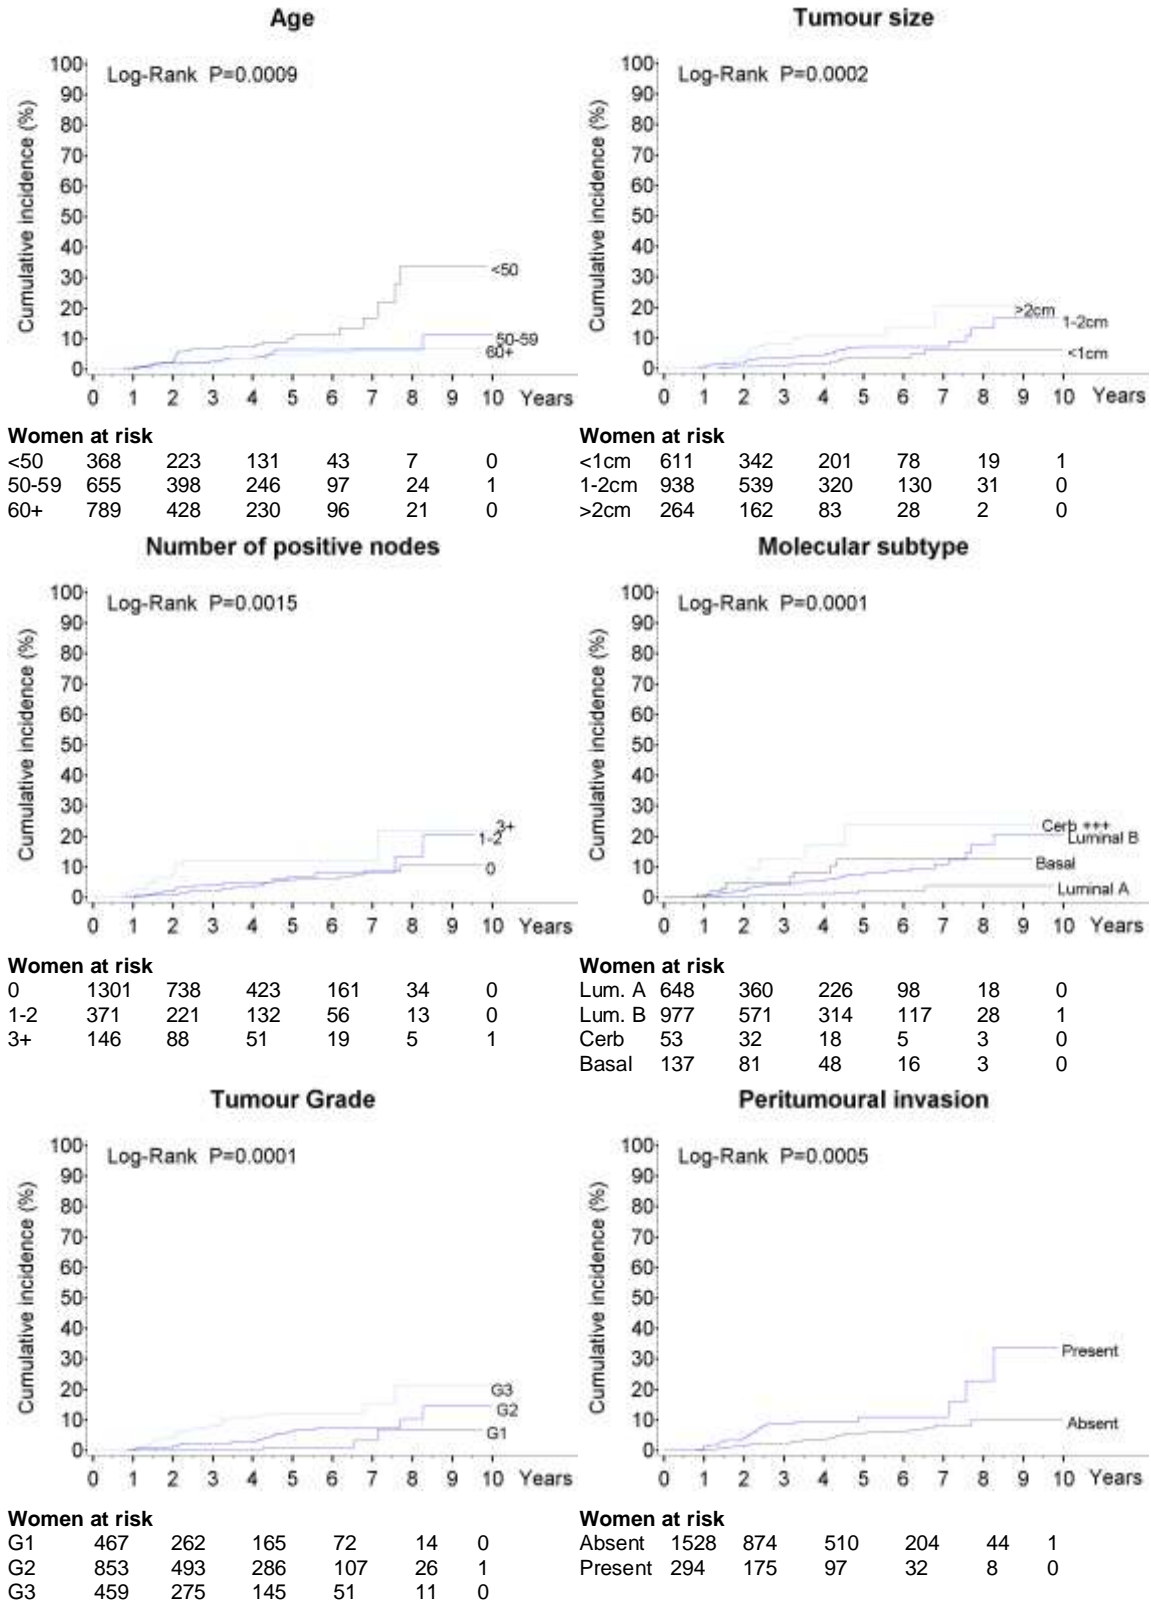 Age
Log-Rank P=0.0009
Cumulative incidence (%)
100
90
80
70
60
50
40
30
20
10
0
<50
50-59
60+
0 1 2 3 4 5 6 7 8 9 10 Years
Women at risk
<50 368 223 131 43 7 0
50-59 655 398 246 97 24 1
60+ 789 428 230 96 21 0
Tumour size
Log-Rank P=0.0002
Cumulative incidence (%)
100
90
80
70
60
50
40
30
20
10
0
>2cm
1-2cm
<1cm
0 1 2 3 4 5 6 7 8 9 10 Years
Women at risk
<1cm 611 342 201 78 19 1
1-2cm 938 539 320 130 31 0
>2cm 264 162 83 28 2 0
Number of positive nodes
Log-Rank P=0.0015
Cumulative incidence (%)
100
90
80
70
60
50
40
30
20
10
0
3+
1-2
0
0 1 2 3 4 5 6 7 8 9 10 Years
Women at risk
0 1301 738 423 161 34 0
1-2 371 221 132 56 13 0
3+ 146 88 51 19 5 1
Molecular subtype
Log-Rank P=0.0001
Cumulative incidence (%)
100
90
80
70
60
50
40
30
20
10
0
Cerb +++
Luminal B
Basal
Luminal A
0 1 2 3 4 5 6 7 8 9 10 Years
Women at risk
Lum. A 648 360 226 98 18 0
Lum. B 977 571 314 117 28 1
Cerb 53 32 18 5 3 0
Basal 137 81 48 16 3 0
Tumour Grade
Log-Rank P=0.0001
Cumulative incidence (%)
100
90
80
70
60
50
40
30
20
10
0
G3
G2
G1
0 1 2 3 4 5 6 7 8 9 10 Years
Women at risk
G1 467 262 165 72 14 0
G2 853 493 286 107 26 1
G3 459 275 145 51 11 0
Peritumoural invasion
Log-Rank P=0.0005
Cumulative incidence (%)
100
90
80
70
60
50
40
30
20
10
0
Present
Absent
0 1 2 3 4 5 6 7 8 9 10 Years
Women at risk
Absent 1528 874 510 204 44 1
Present 294 175 97 32 8 0